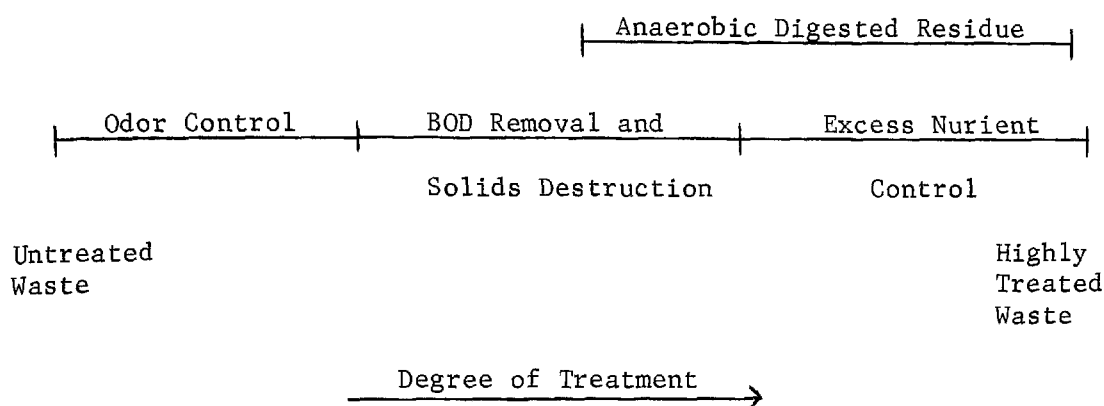 Anaerobic Digested Residue
Odor Control BOD Removal and Excess Nurient
Solids Destruction Control
Untreated Highly
Waste Treated
Waste
Degree of Treatment